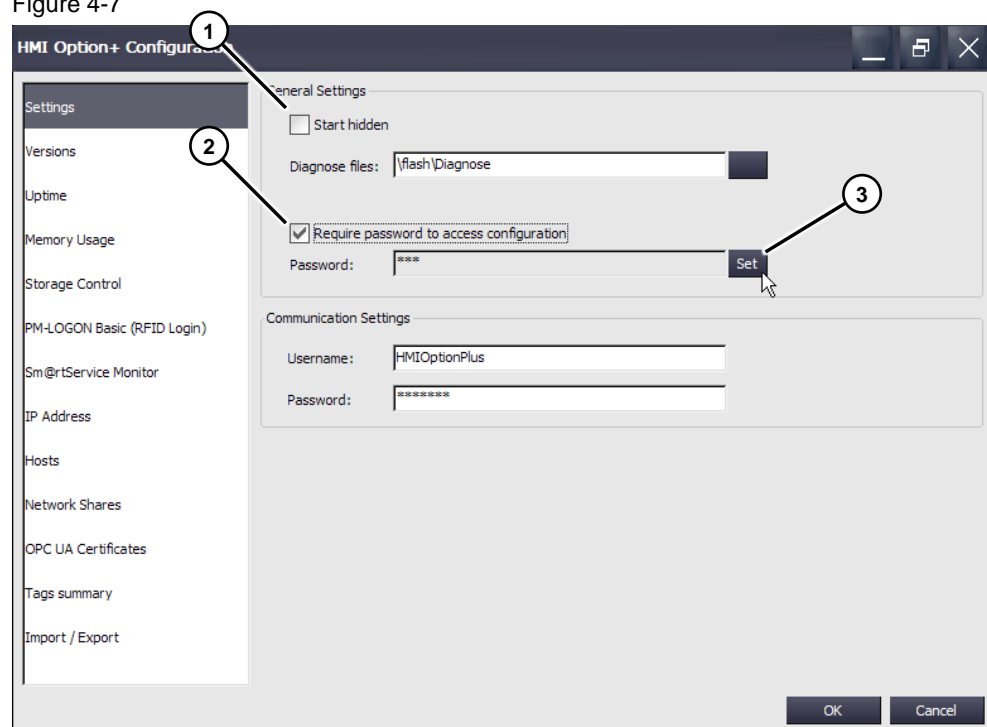 Figure 4-7
1
HMI Option+ Configuration
Settings
General Settings
Start hidden
Versions
2
Diagnose files: \flash\Diagnose
Uptime
3
Memory Usage
Require password to access configuration
Password: *** Set
Storage Control
PM-LOGON Basic (RFID Login)
Communication Settings
Username: HMIOptionPlus
Sm@rtService Monitor
Password: *******
IP Address
Hosts
Network Shares
OPC UA Certificates
Tags summary
Import / Export
OK Cancel